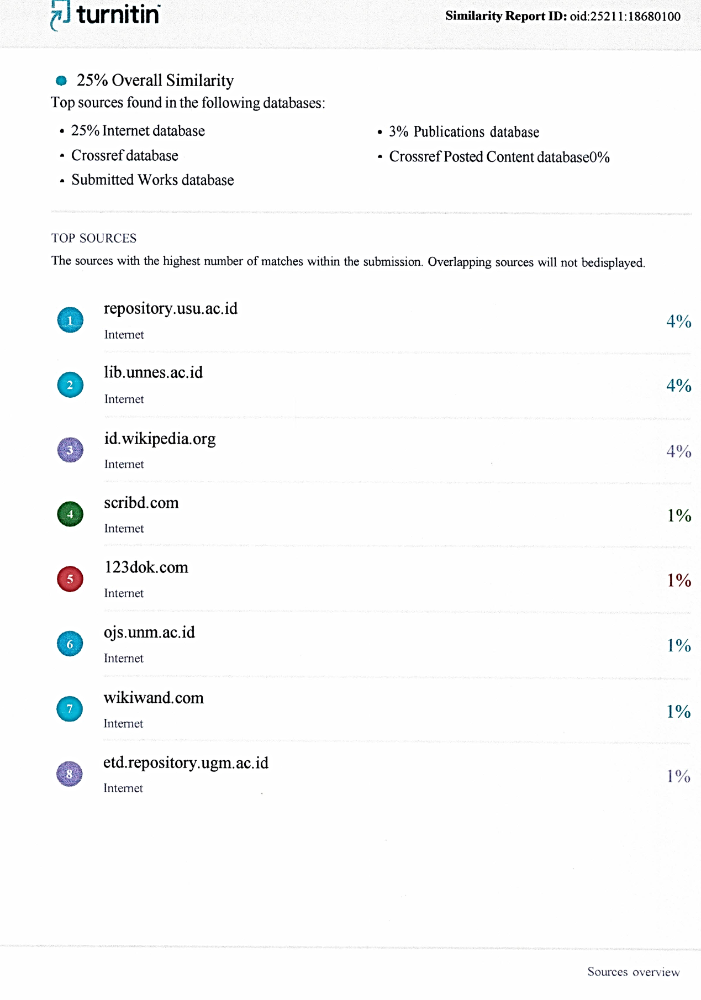 turnitin
Similarity Report ID: oid:25211:18680100
25% Overall Similarity
Top sources found in the following databases:
• 25% Internet database
• 3% Publications database
• Crossref database
• Crossref Posted Content database0%
• Submitted Works database
TOP SOURCES
The sources with the highest number of matches within the submission. Overlapping sources will not bedisplayed.
1
repository.usu.ac.id
Internet
4%
2
lib.unnes.ac.id
Internet
4%
3
id.wikipedia.org
Internet
4%
4
scribd.com
Internet
1%
5
123dok.com
Internet
1%
6
ojs.unm.ac.id
Internet
1%
7
wikiwand.com
Internet
1%
8
etd.repository.ugm.ac.id
Internet
1%
Sources overview